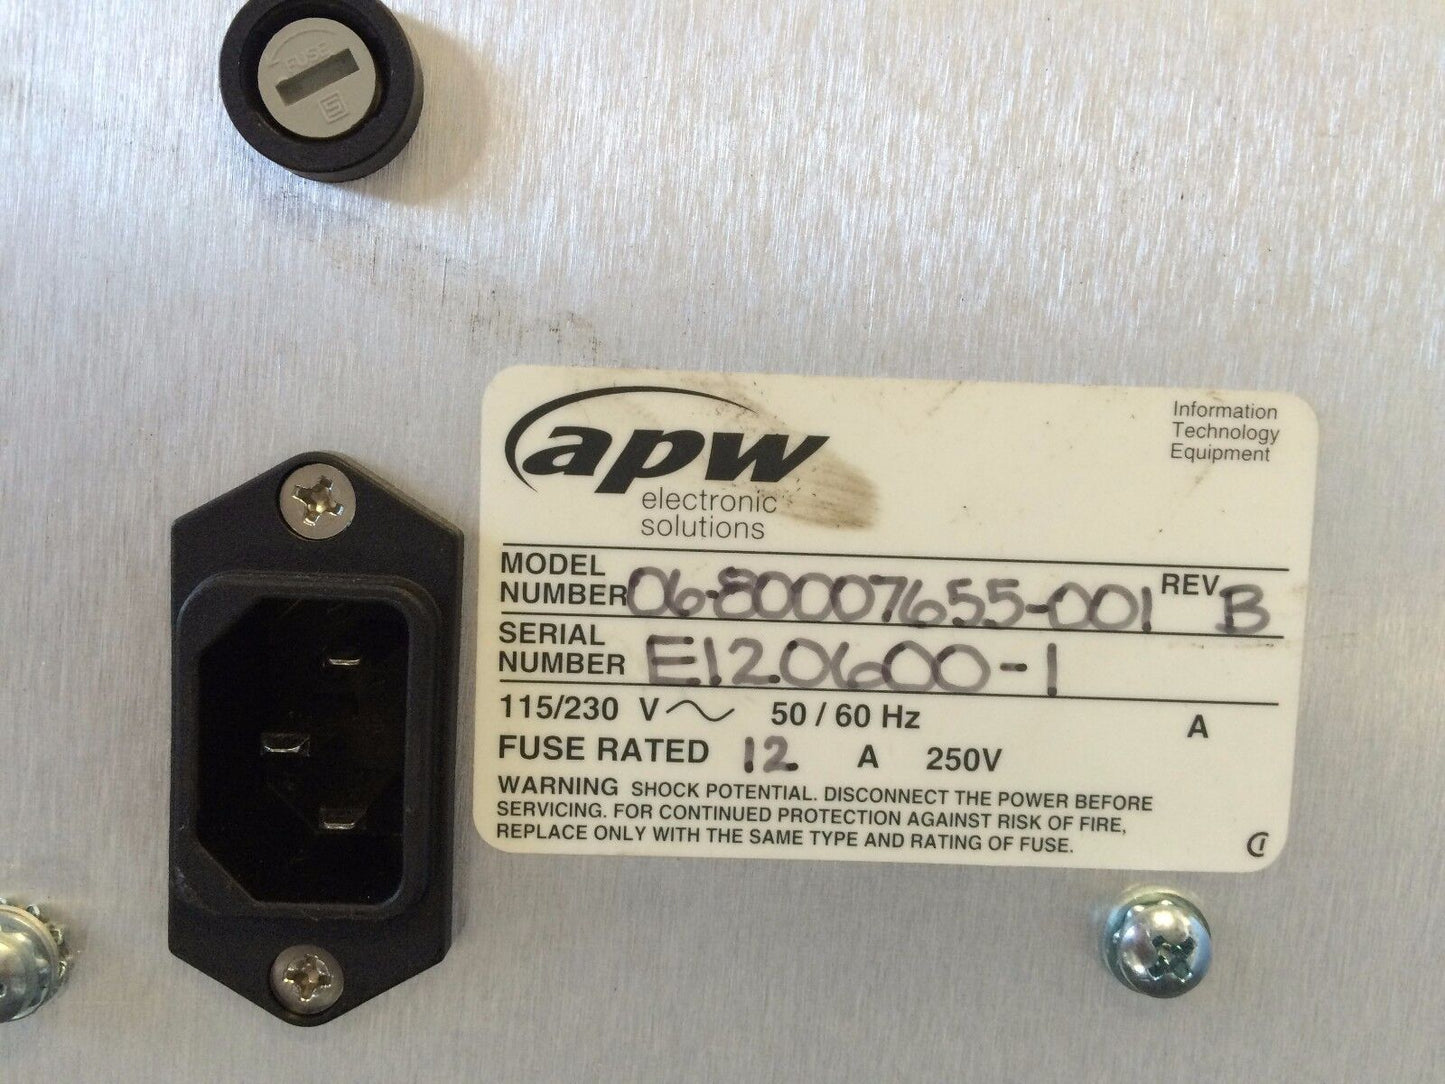 FUSE
apw
electronic
solutions
Information
Technology
Equipment
MODEL
NUMBER 06-80007655-001 REV B
SERIAL
NUMBER E120600-1
115/230 V 50 / 60 Hz A
FUSE RATED 12 A 250V
WARNING SHOCK POTENTIAL. DISCONNECT THE POWER BEFORE
SERVICING. FOR CONTINUED PROTECTION AGAINST RISK OF FIRE,
REPLACE ONLY WITH THE SAME TYPE AND RATING OF FUSE.